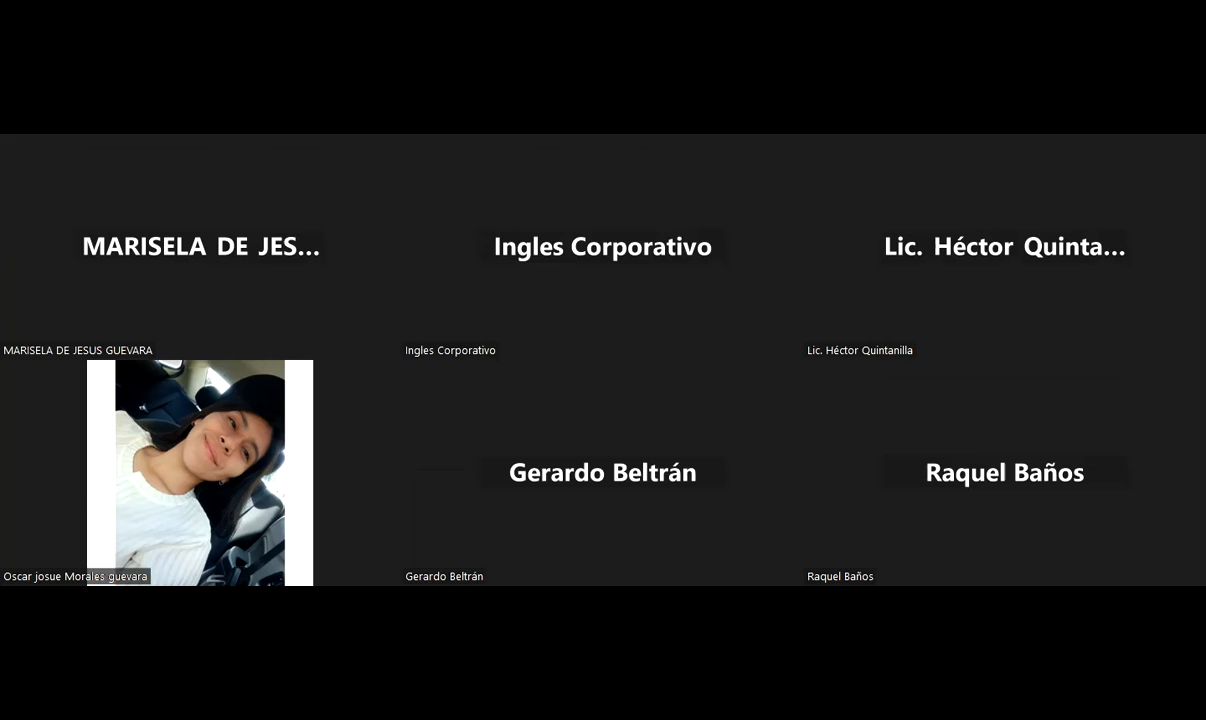 MARISELA DE JES...
Ingles Corporativo
Lic. Héctor Quinta...
MARISELA DE JESUS GUEVARA
Ingles Corporativo
Lic. Héctor Quintanilla
Gerardo Beltrán
Raquel Baños
Oscar josue Morales guevara
Gerardo Beltrán
Raquel Baños